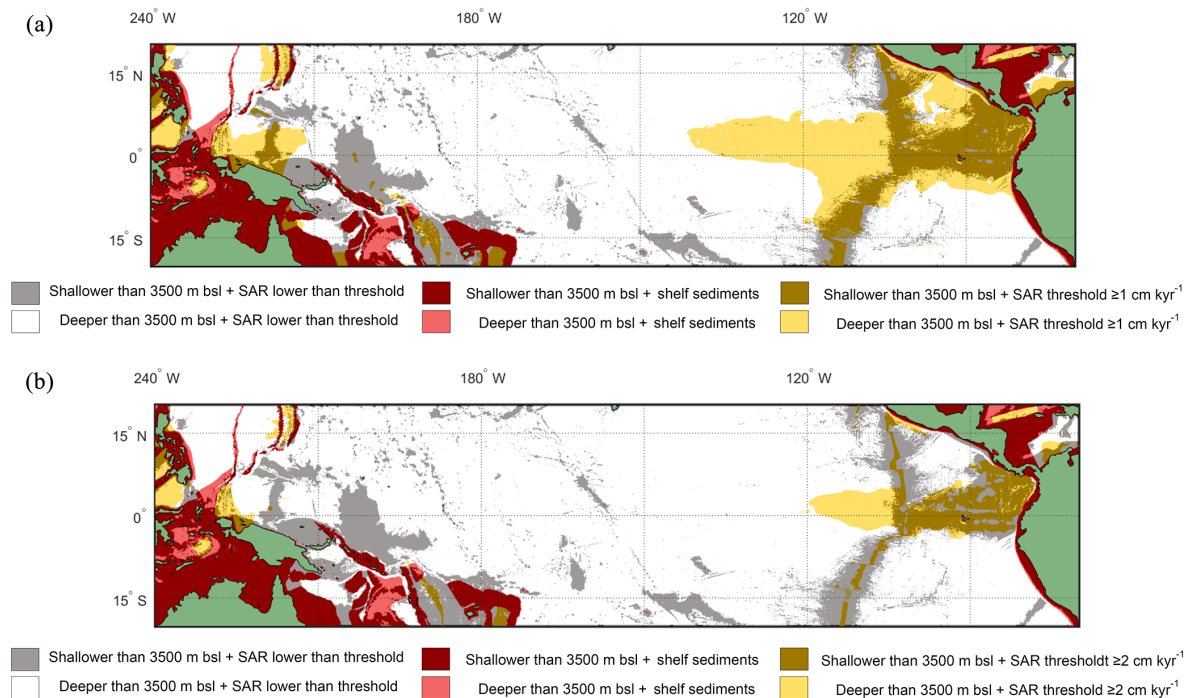 (a)
240° W 180° W 120° W
15° N
0°
15° S
Shallower than 3500 m bsl + SAR lower than threshold
Deeper than 3500 m bsl + SAR lower than threshold
Shallower than 3500 m bsl + shelf sediments
Deeper than 3500 m bsl + shelf sediments
Shallower than 3500 m bsl + SAR threshold ≥1 cm kyr⁻¹
Deeper than 3500 m bsl + SAR threshold ≥1 cm kyr⁻¹
(b)
240° W 180° W 120° W
15° N
0°
15° S
Shallower than 3500 m bsl + SAR lower than threshold
Deeper than 3500 m bsl + SAR lower than threshold
Shallower than 3500 m bsl + shelf sediments
Deeper than 3500 m bsl + shelf sediments
Shallower than 3500 m bsl + SAR thresholdt ≥2 cm kyr⁻¹
Deeper than 3500 m bsl + SAR threshold ≥2 cm kyr⁻¹